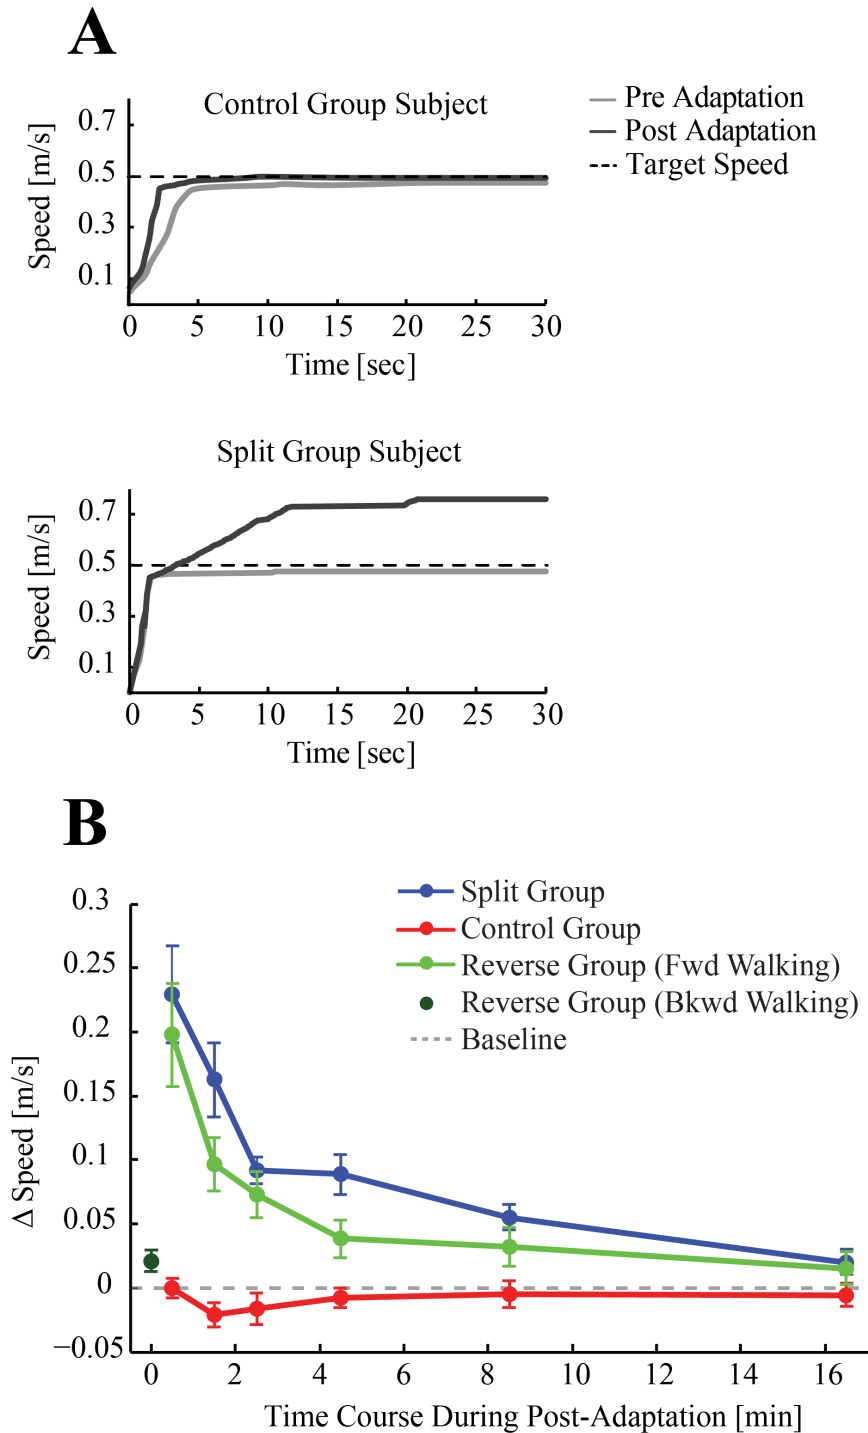 A
Control Group Subject
Pre Adaptation
Post Adaptation
Target Speed
Speed [m/s]
0.7
0.5
0.3
0.1
0 5 10 15 20 25 30
Time [sec]
Split Group Subject
Speed [m/s]
0.7
0.5
0.3
0.1
0 5 10 15 20 25 30
Time [sec]
B
Split Group
Control Group
Reverse Group (Fwd Walking)
Reverse Group (Bkwd Walking)
Baseline
Δ Speed [m/s]
0.3
0.25
0.2
0.15
0.1
0.05
0
−0.05
0 2 4 6 8 10 12 14 16
Time Course During Post-Adaptation [min]